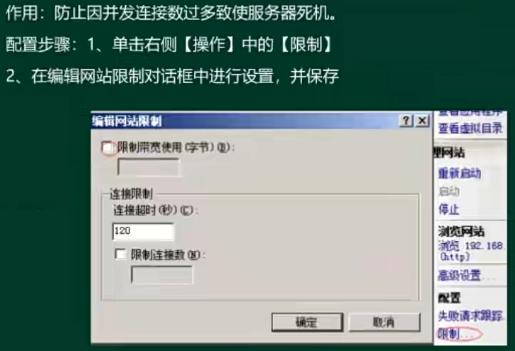 作用：防止因并发连接数过多致使服务器死机。
配置步骤：1、单击右侧【操作】中的【限制】
2、在编辑网站限制对话框中进行设置，并保存
编辑网站限制
限制带宽使用(字节)(B):
连接限制
连接超时(秒)(C):
120
限制连接数(N):
确定
取消
查看应用程序
查看虚拟目录
理网站
重新启动
启动
停止
浏览网站
浏览 192.168
(http)
高级设置...
配置
失败请求跟踪
限制...